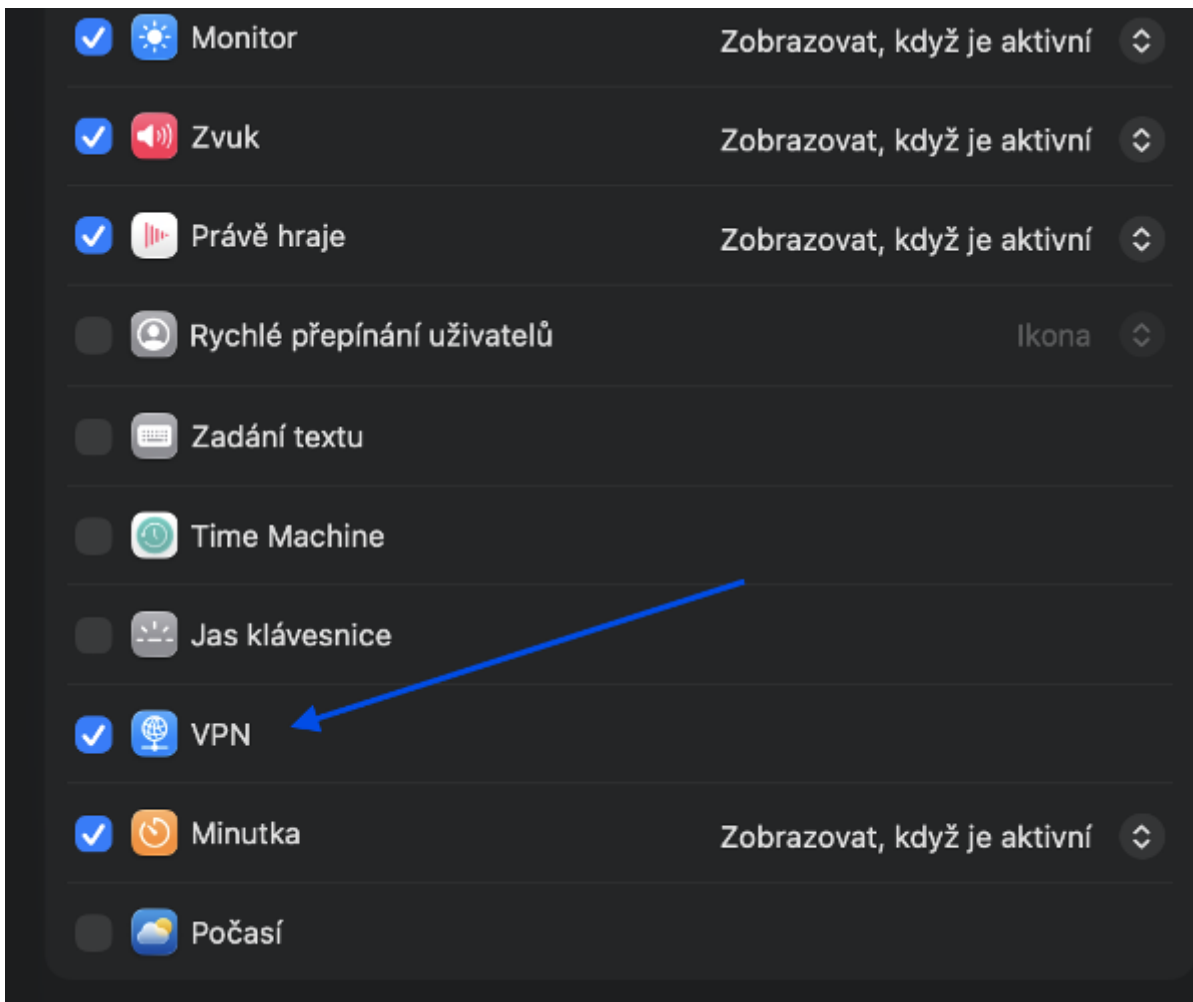 Monitor Zobrazovat, když je aktivní
Zvuk Zobrazovat, když je aktivní
Právě hraje Zobrazovat, když je aktivní
Rychlé přepínání uživatelů Ikona
Zadání textu
Time Machine
Jas klávesnice
VPN
Minutka Zobrazovat, když je aktivní
Počasí